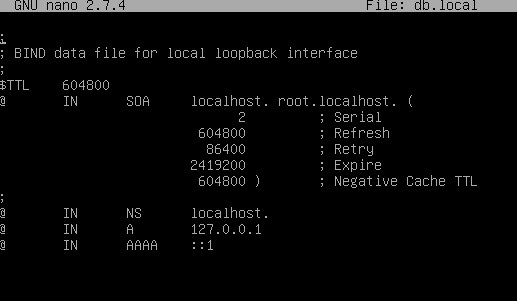 GNU nano 2.7.4 File: db.local
;
; BIND data file for local loopback interface
;
$TTL 604800
@ IN SOA localhost. root.localhost. (
2 ; Serial
604800 ; Refresh
86400 ; Retry
2419200 ; Expire
604800 ) ; Negative Cache TTL
;
@ IN NS localhost.
@ IN A 127.0.0.1
@ IN AAAA ::1